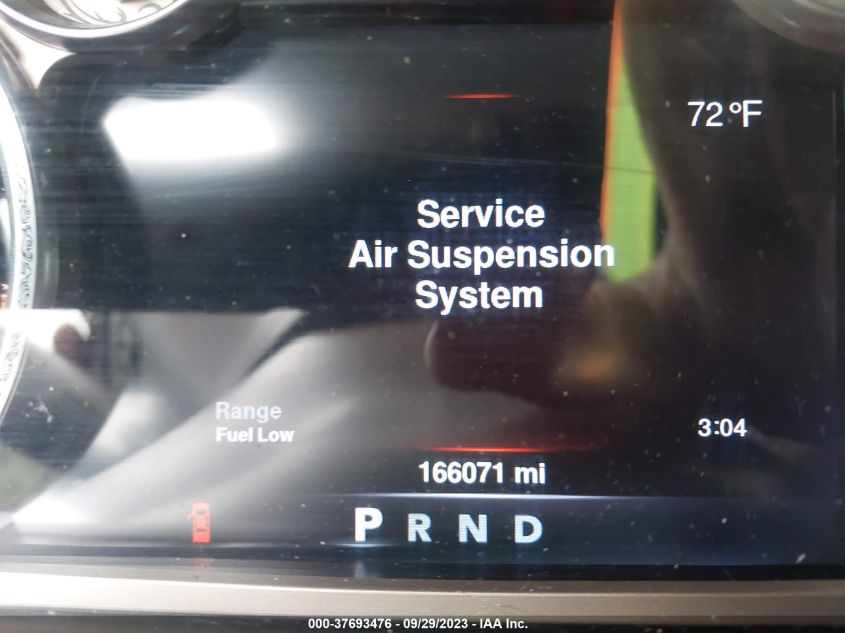 72°F
Service
Air Suspension
System
Range
Fuel Low
3:04
166071 mi
P R N D
000-37693476 - 09/29/2023 - IAA Inc.